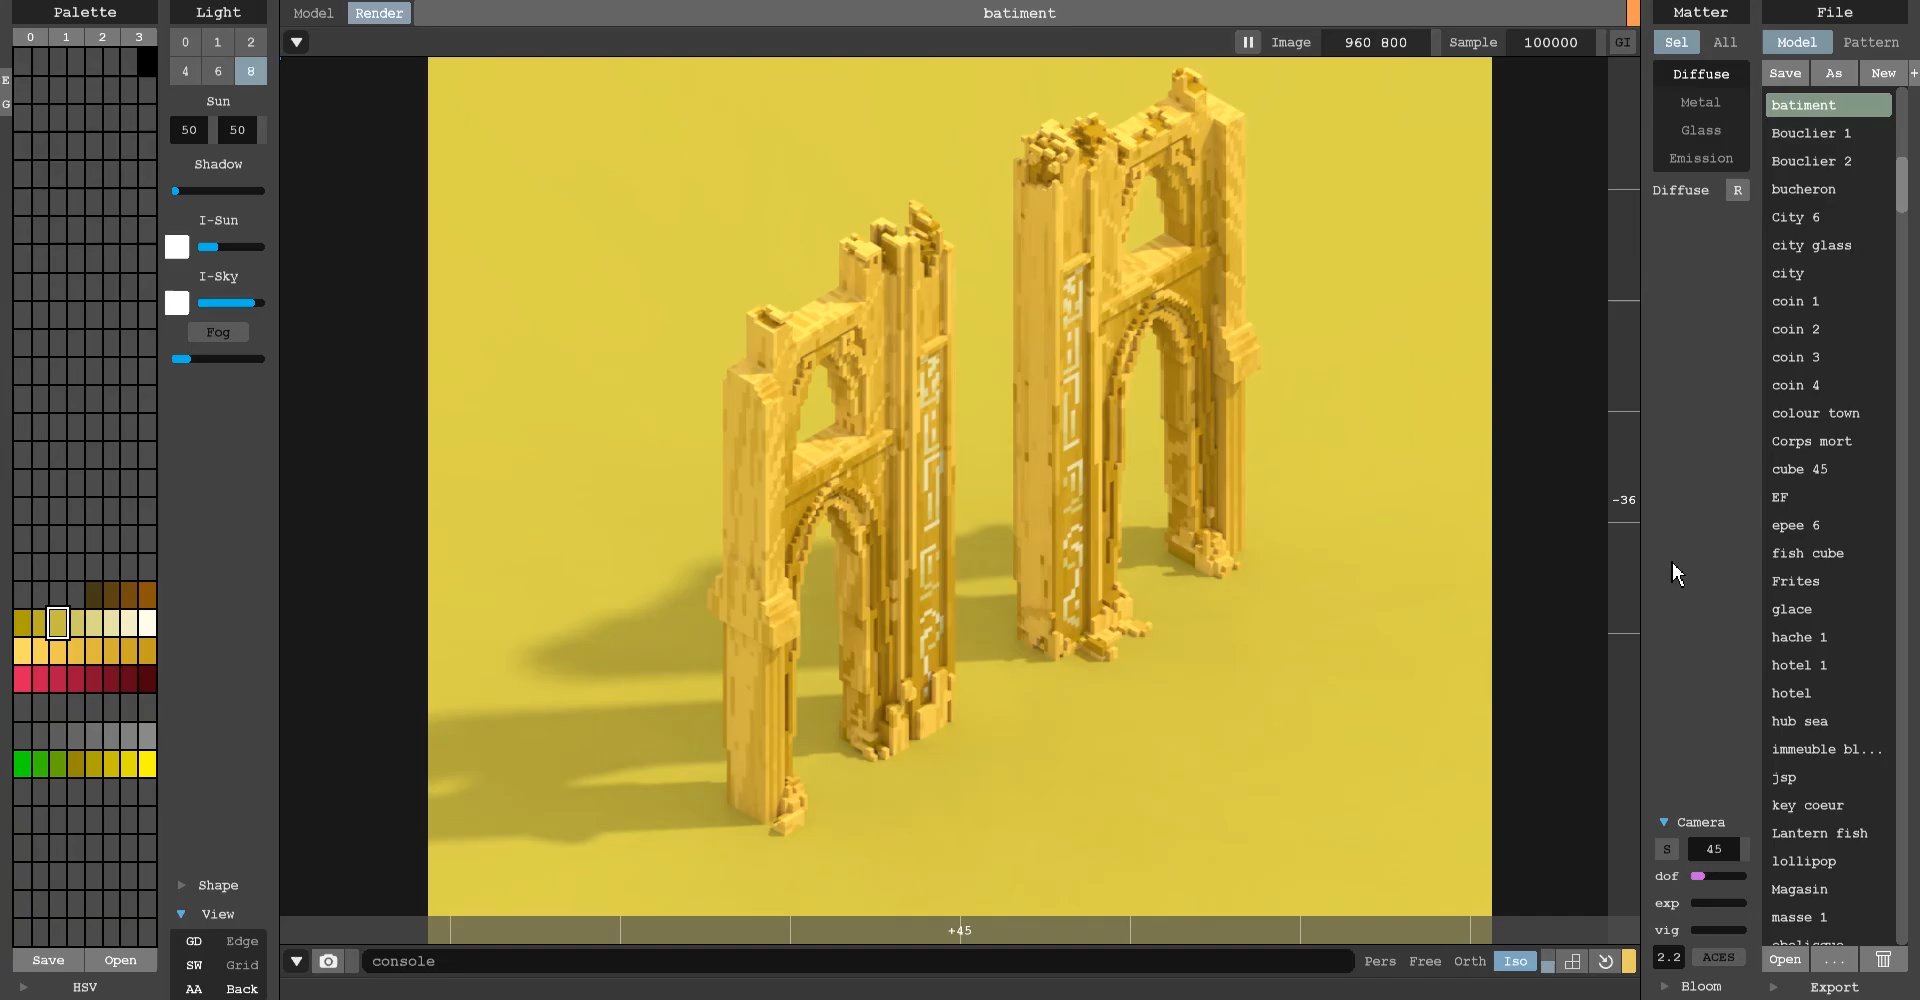 Palette
0 1 2 3
E
G
Save Open
HSV
Light
0 1 2
4 6 8
Sun
50 50
Shadow
I-Sun
I-Sky
Fog
Shape
View
GD Edge
SW Grid
AA Back
Model Render batiment
Image 960 800 Sample 100000 GI
-36
+45
console Pers Free Orth Iso
Matter
Sel All
Diffuse
Metal
Glass
Emission
Diffuse R
Camera
S 45
dof
exp
vig
2.2 ACES
Bloom
File
Model Pattern
Save As New +
batiment
Bouclier 1
Bouclier 2
bucheron
City 6
city glass
city
coin 1
coin 2
coin 3
coin 4
colour town
Corps mort
cube 45
EF
epee 6
fish cube
Frites
glace
hache 1
hotel 1
hotel
hub sea
immeuble bl...
jsp
key coeur
Lantern fish
lollipop
Magasin
masse 1
Open ...
Export